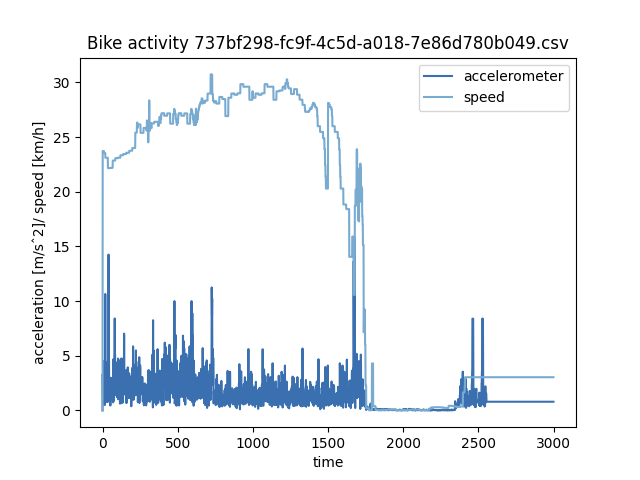 Bike activity 737bf298-fc9f-4c5d-a018-7e86d780b049.csv
accelerometer
speed
acceleration [m/s^2]/ speed [km/h]
30
25
20
15
10
5
0
0 500 1000 1500 2000 2500 3000
time